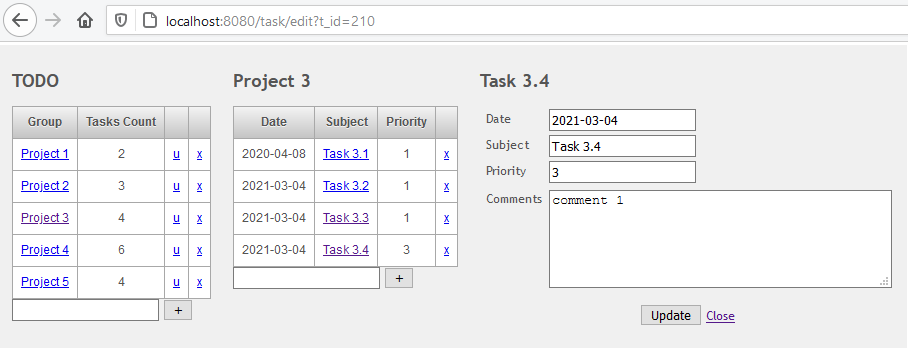 localhost:8080/task/edit?t_id=210
TODO
Group Tasks Count
Project 1 2 u x
Project 2 3 u x
Project 3 4 u x
Project 4 6 u x
Project 5 4 u x
+
Project 3
Date Subject Priority
2020-04-08 Task 3.1 1 x
2021-03-04 Task 3.2 1 x
2021-03-04 Task 3.3 1 x
2021-03-04 Task 3.4 3 x
+
Task 3.4
Date 2021-03-04
Subject Task 3.4
Priority 3
Comments comment 1
Update Close